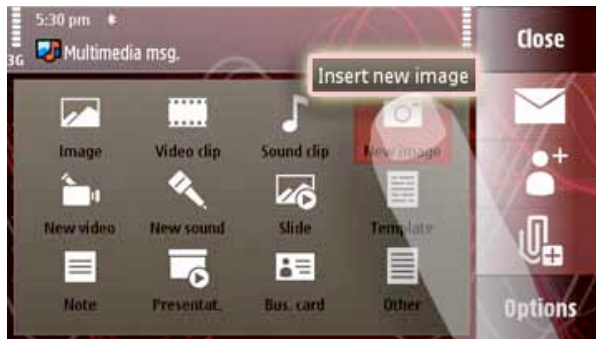 5:30 pm
3G
Multimedia msg.
Close
Insert new image
Image
Video clip
Sound clip
New image
New video
New sound
Slide
Template
Note
Presentat.
Bus. card
Other
Options